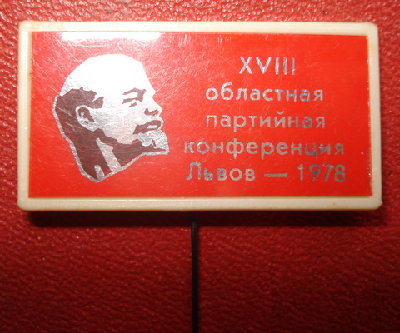 XVIII
областная
партийная
конференция
Львов — 1978